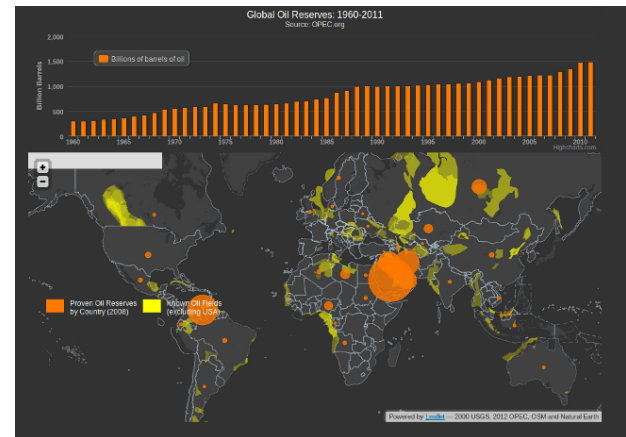 Global Oil Reserves: 1960-2011
Source: OPEC.org
2,000
1,500
1,000
500
0
Billion Barrels
Billions of barrels of oil
1960 1965 1970 1975 1980 1985 1990 1995 2000 2005 2010
Highcharts.com
+
−
Proven Oil Reserves
by Country (2008)
Known Oil Fields
(excluding USA)
Powered by Leaflet — 2000 USGS, 2012 OPEC, OSM and Natural Earth